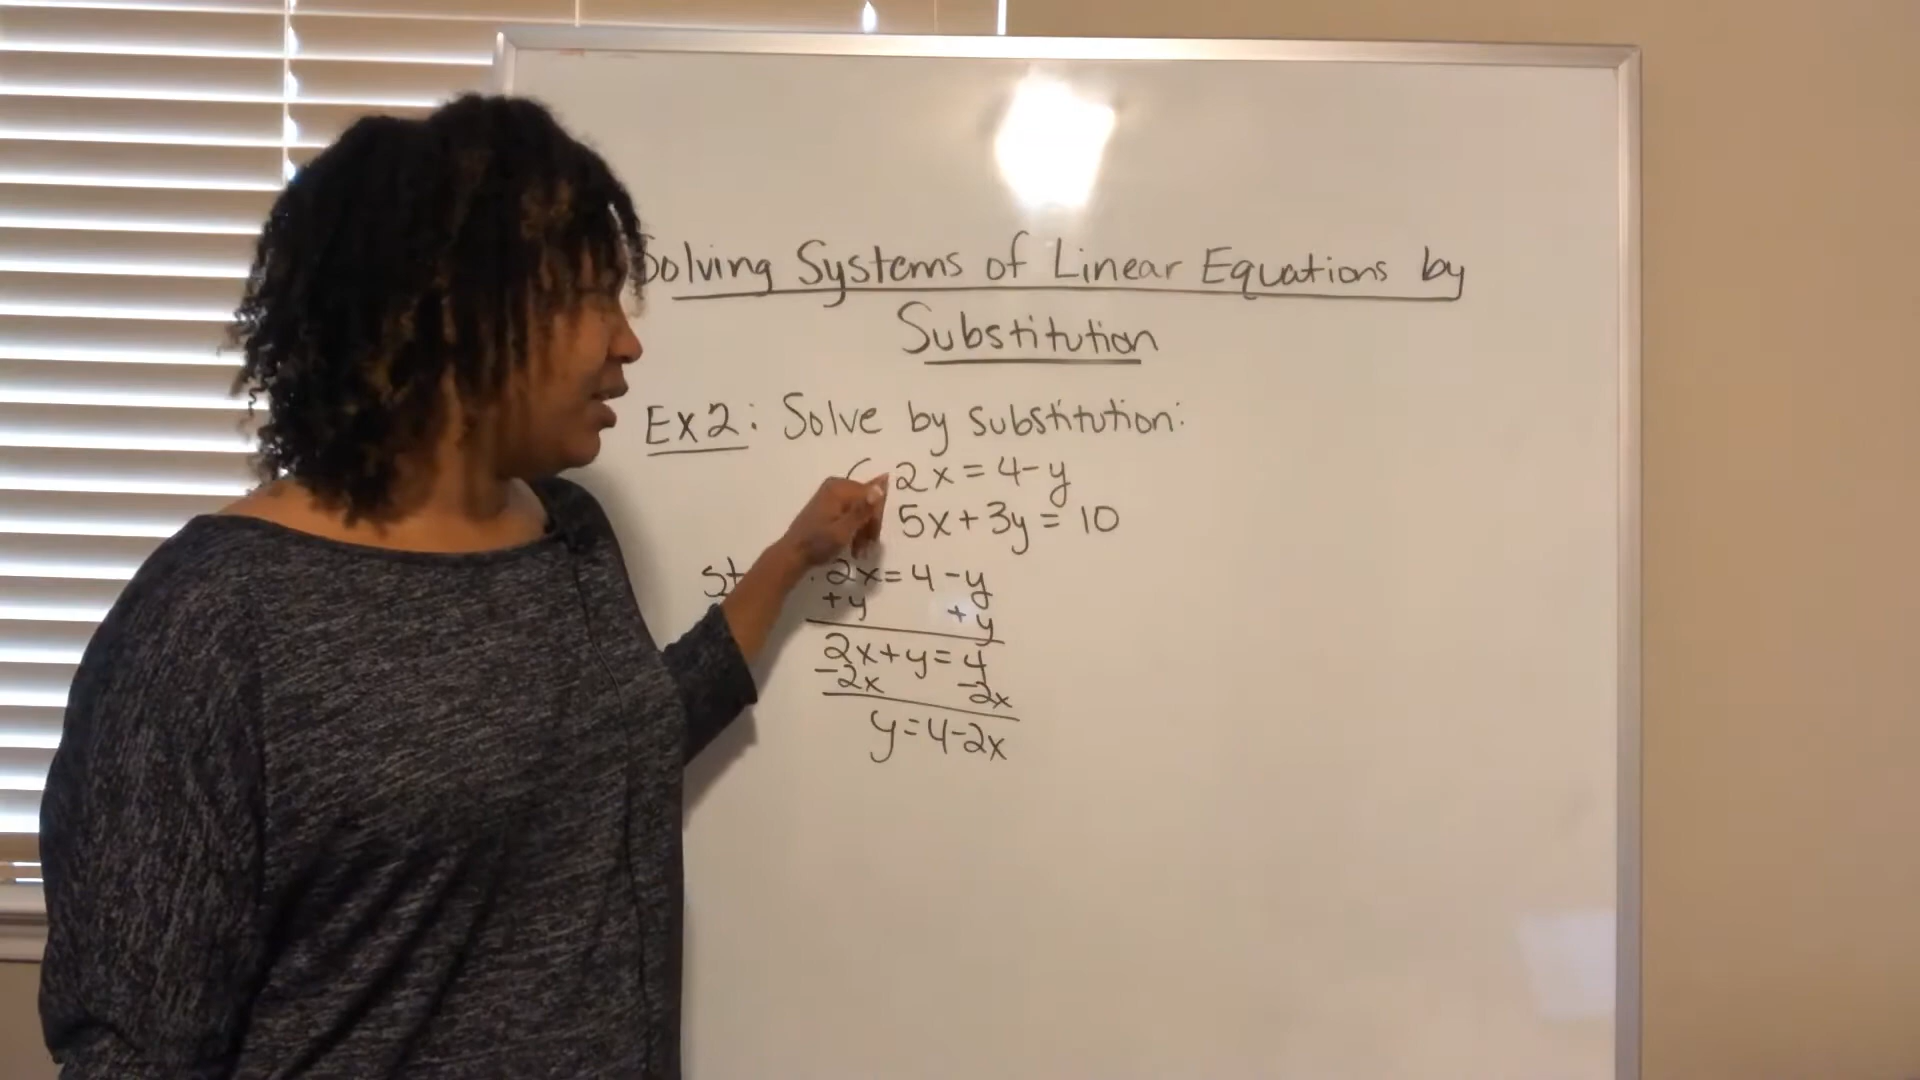 Solving Systems of Linear Equations by
Substitution
Ex2: Solve by substitution:
2x = 4-y
5x+3y = 10
2x=4-y
+y +y
2x+y=4
-2x -2x
y=4-2x